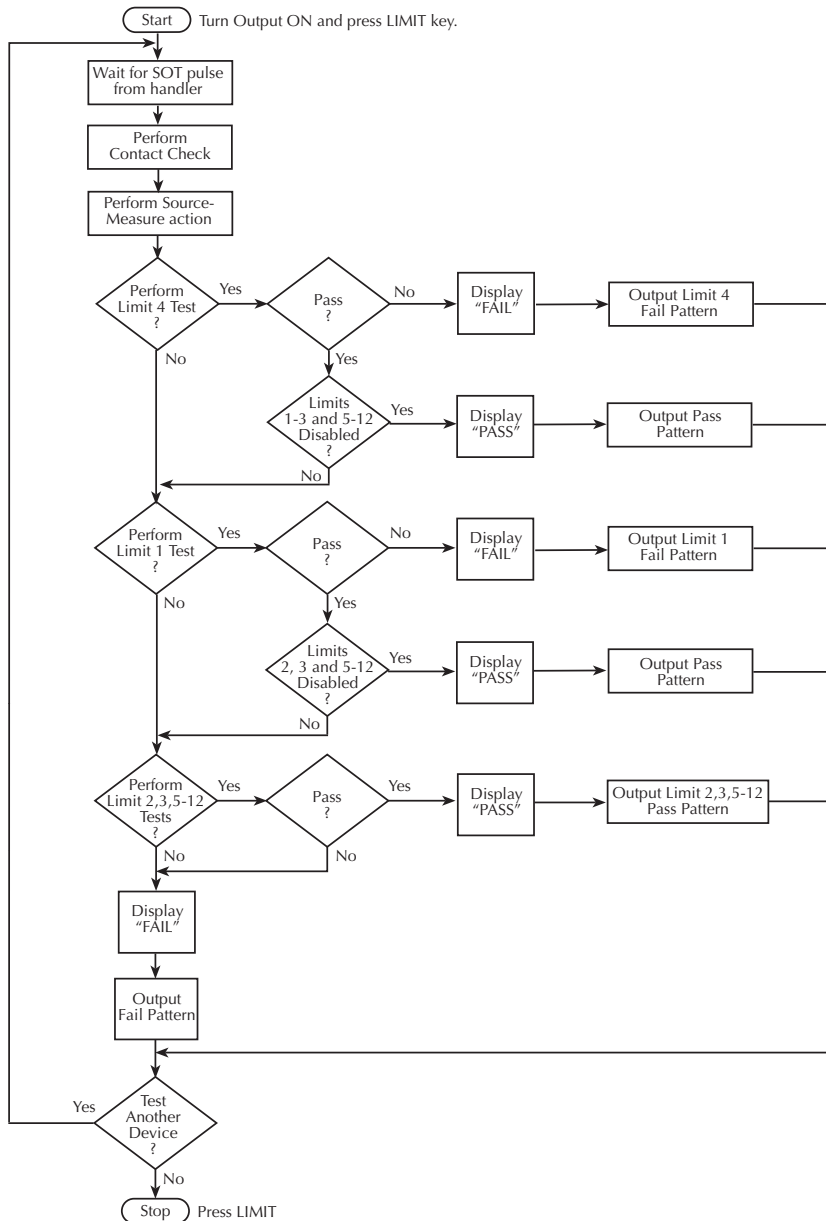 Start
Turn Output ON and press LIMIT key.
Wait for SOT pulse
from handler
Perform
Contact Check
Perform Source-
Measure action
Perform
Limit 4 Test
?
Yes
Pass
?
No
Display
“FAIL”
Output Limit 4
Fail Pattern
No
Yes
Limits
1-3 and 5-12
Disabled
?
Yes
Display
“PASS”
Output Pass
Pattern
No
Perform
Limit 1 Test
?
Yes
Pass
?
No
Display
“FAIL”
Output Limit 1
Fail Pattern
No
Yes
Limits
2, 3 and 5-12
Disabled
?
Yes
Display
“PASS”
Output Pass
Pattern
No
Perform
Limit 2,3,5-12
Tests
?
Yes
Pass
?
Yes
Display
“PASS”
Output Limit 2,3,5-12
Pass Pattern
No
No
Display
“FAIL”
Output
Fail Pattern
Yes
Test
Another
Device
?
No
Stop
Press LIMIT